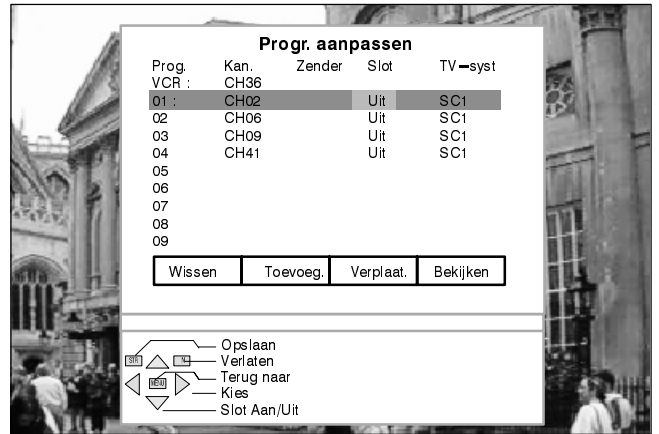 Progr. aanpassen
Prog. Kan. Zender Slot TV-syst
VCR : CH36
01 : CH02 Uit SC1
02 CH06 Uit SC1
03 CH09 Uit SC1
04 CH41 Uit SC1
05
06
07
08
09
Wissen Toevoeg. Verplaat. Bekijken
Opslaan
STR N Verlaten
MENU Terug naar
Kies
Slot Aan/Uit